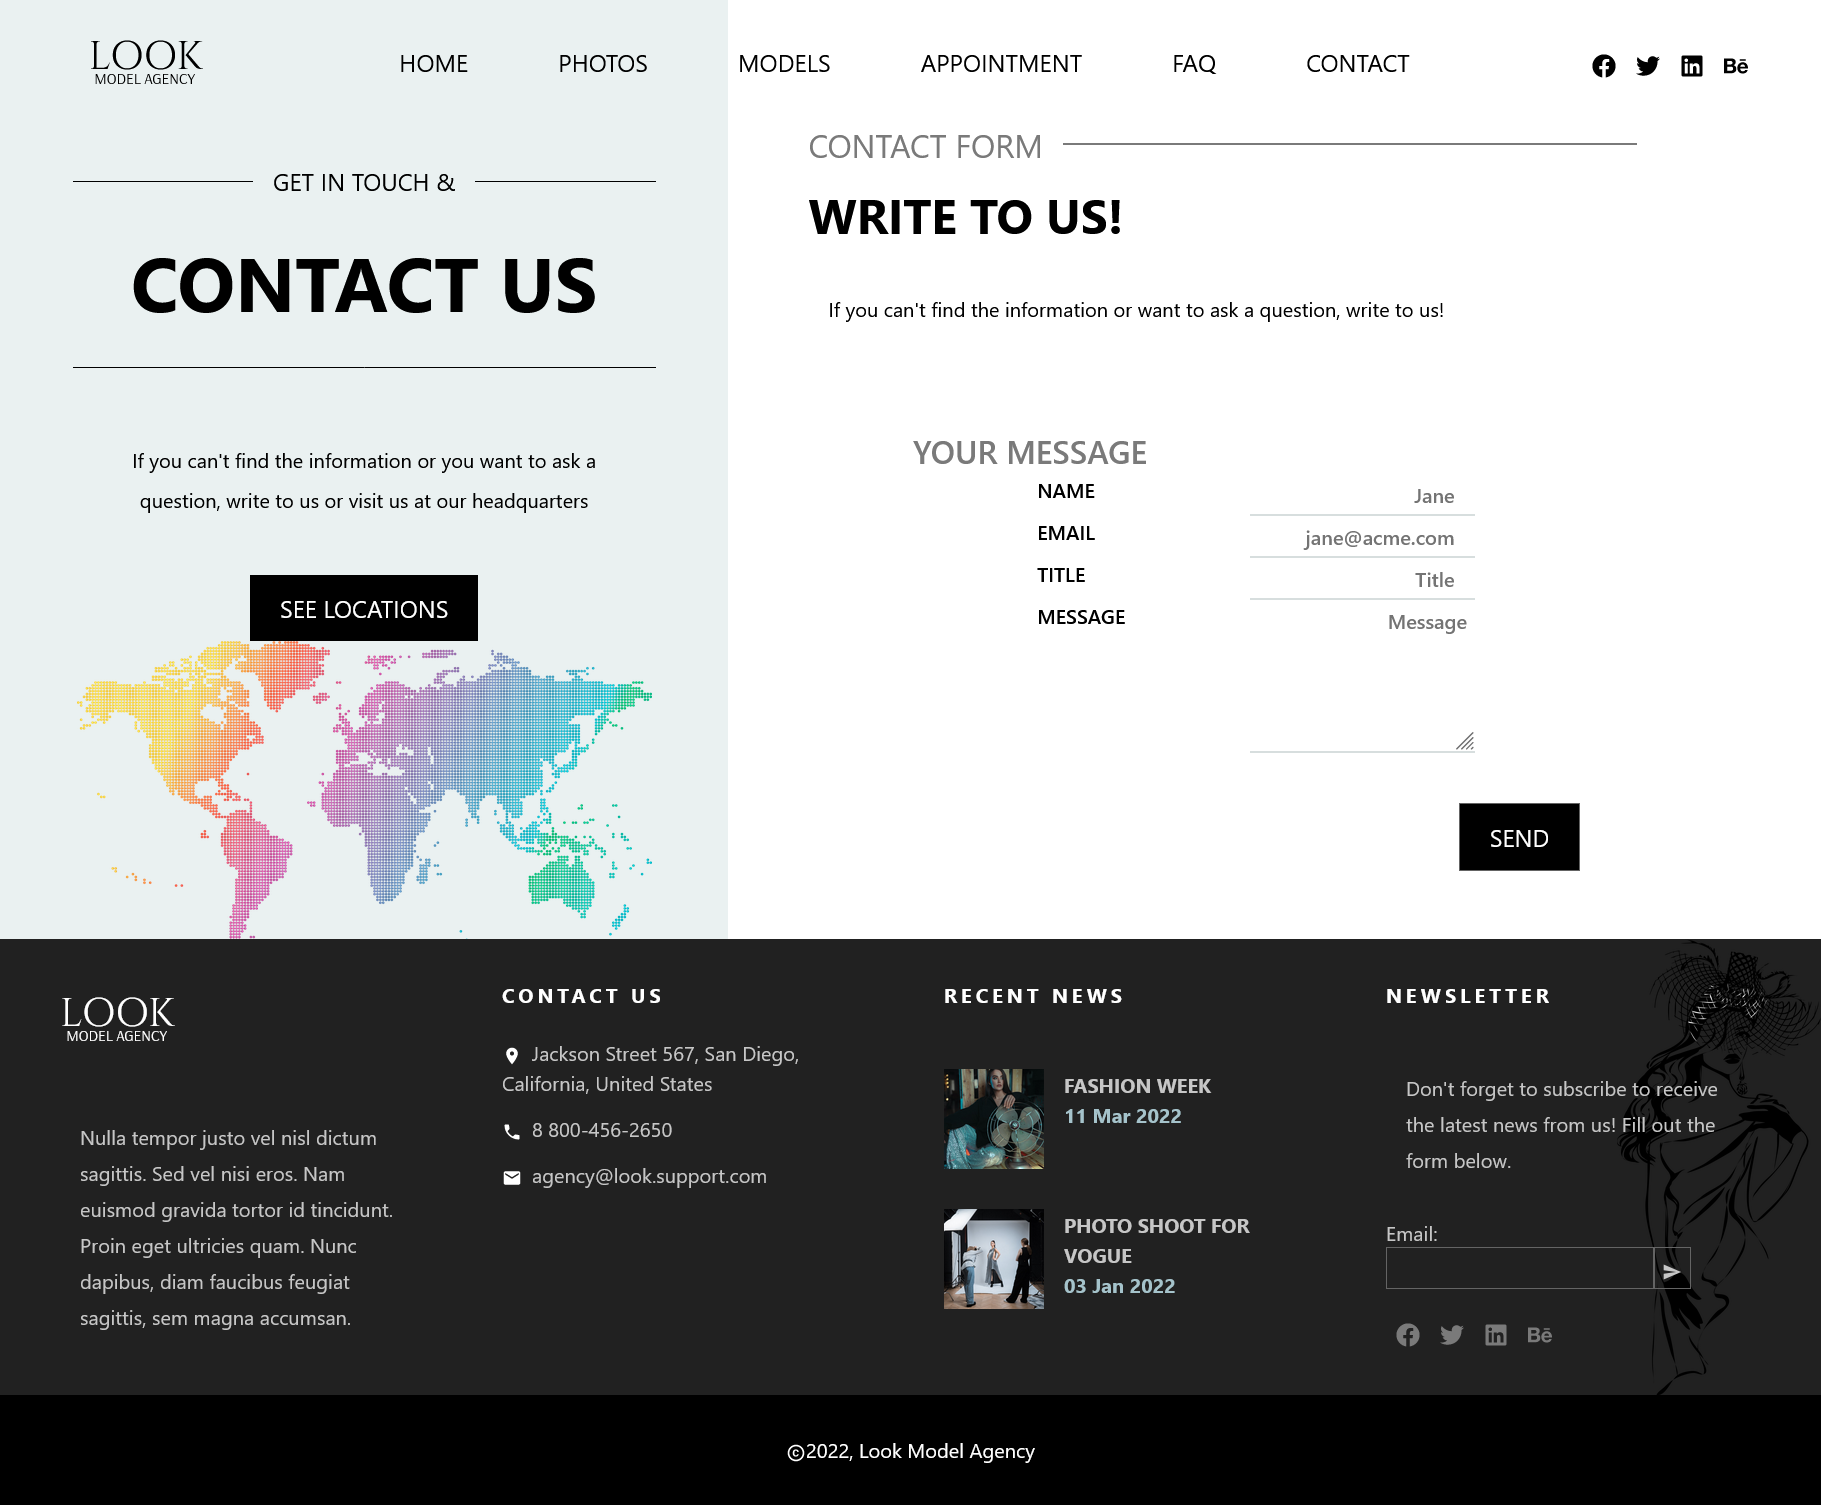 LOOK
MODEL AGENCY
HOME
PHOTOS
MODELS
APPOINTMENT
FAQ
CONTACT
Bē
GET IN TOUCH &
CONTACT US
If you can't find the information or you want to ask a
question, write to us or visit us at our headquarters
SEE LOCATIONS
CONTACT FORM
WRITE TO US!
If you can't find the information or want to ask a question, write to us!
YOUR MESSAGE
NAME
Jane
EMAIL
jane@acme.com
TITLE
Title
MESSAGE
Message
SEND
LOOK
MODEL AGENCY
Nulla tempor justo vel nisl dictum
sagittis. Sed vel nisi eros. Nam
euismod gravida tortor id tincidunt.
Proin eget ultricies quam. Nunc
dapibus, diam faucibus feugiat
sagittis, sem magna accumsan.
CONTACT US
Jackson Street 567, San Diego,
California, United States
8 800-456-2650
agency@look.support.com
RECENT NEWS
FASHION WEEK
11 Mar 2022
PHOTO SHOOT FOR
VOGUE
03 Jan 2022
NEWSLETTER
Don't forget to subscribe to receive
the latest news from us! Fill out the
form below.
Email:
Bē
©2022, Look Model Agency